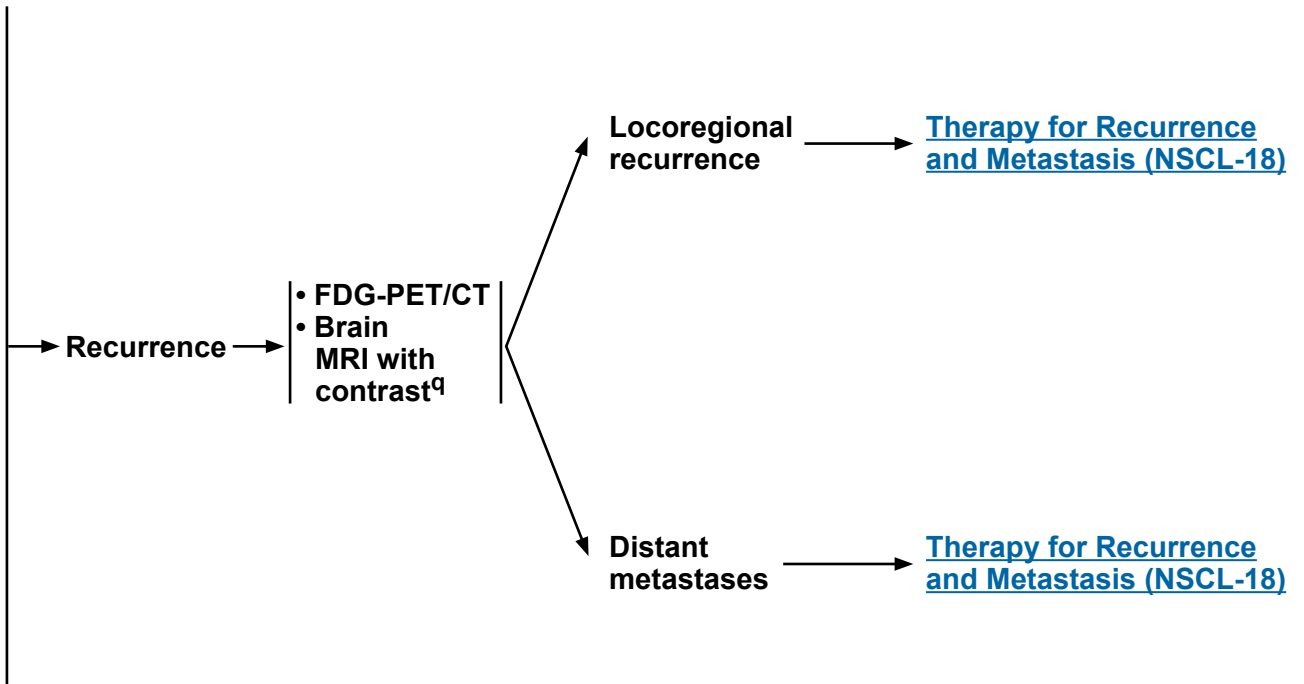 Recurrence
• FDG-PET/CT
• Brain
MRI with
contrastq
Locoregional
recurrence
Therapy for Recurrence
and Metastasis (NSCL-18)
Distant
metastases
Therapy for Recurrence
and Metastasis (NSCL-18)